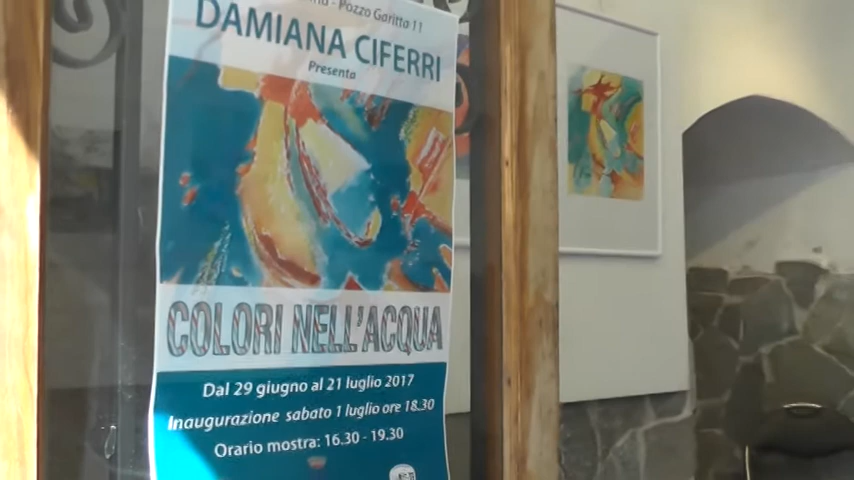 - Pozzo Garitta 11
DAMIANA CIFERRI
Presenta
COLORI NELL'ACQUA
Dal 29 giugno al 21 luglio 2017
Inaugurazione sabato 1 luglio ore 18.30
Orario mostra: 16.30 - 19.30